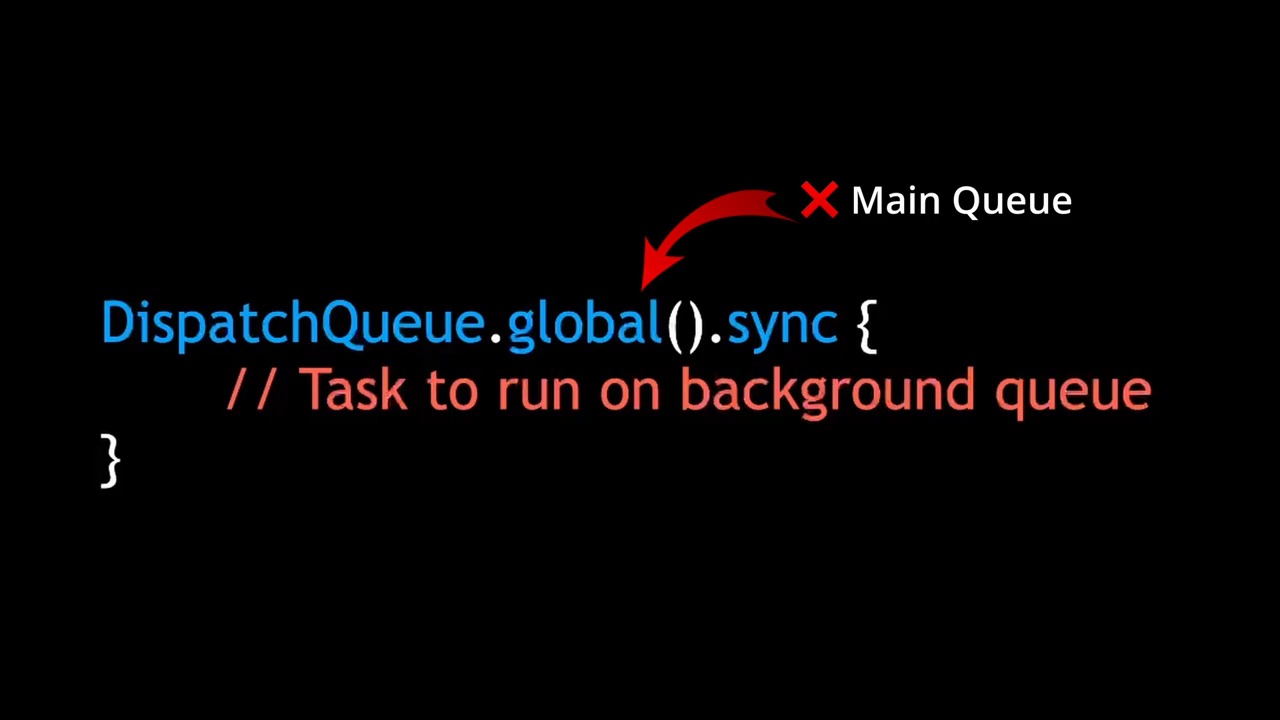 ❌ Main Queue
DispatchQueue.global().sync {
// Task to run on background queue
}